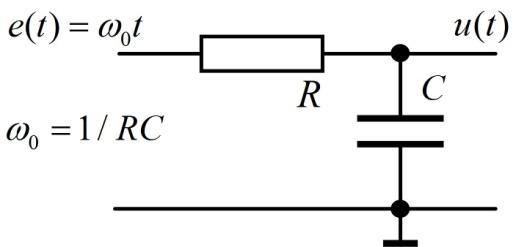 e(t) = ω₀t
u(t)
R
C
ω₀ = 1/ RC